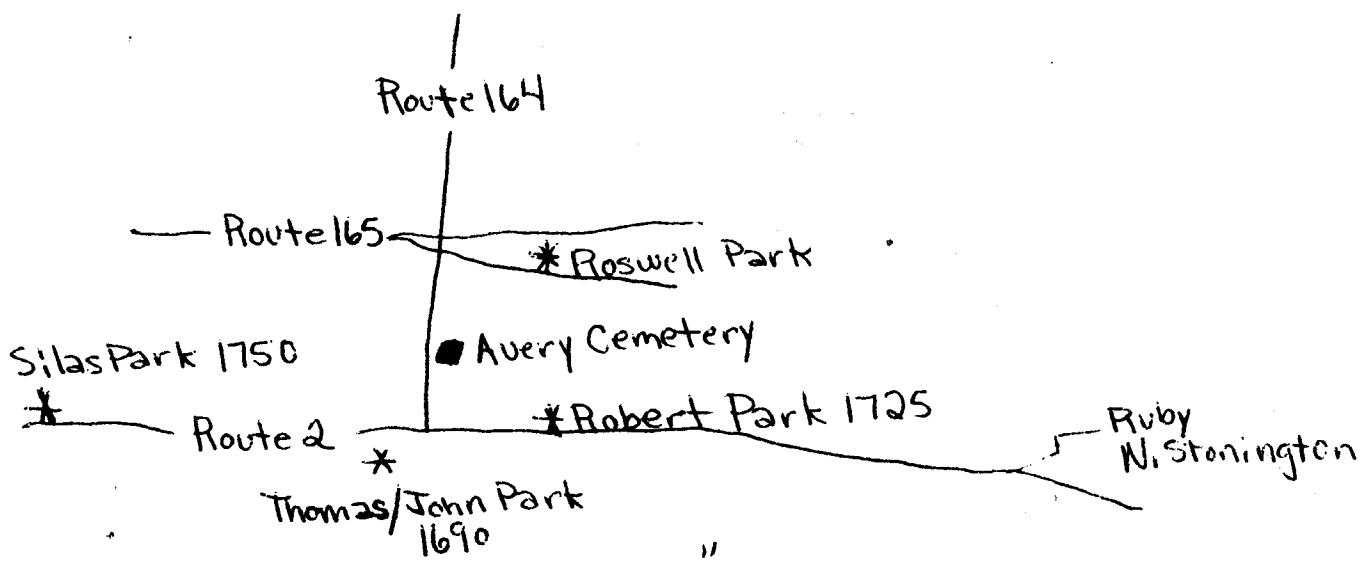 Route 164
Route 165
* Roswell Park
Avery Cemetery
Silas Park 1750
* Robert Park 1725
Route 2
Ruby
N. Stonington
Thomas/John Park
1690